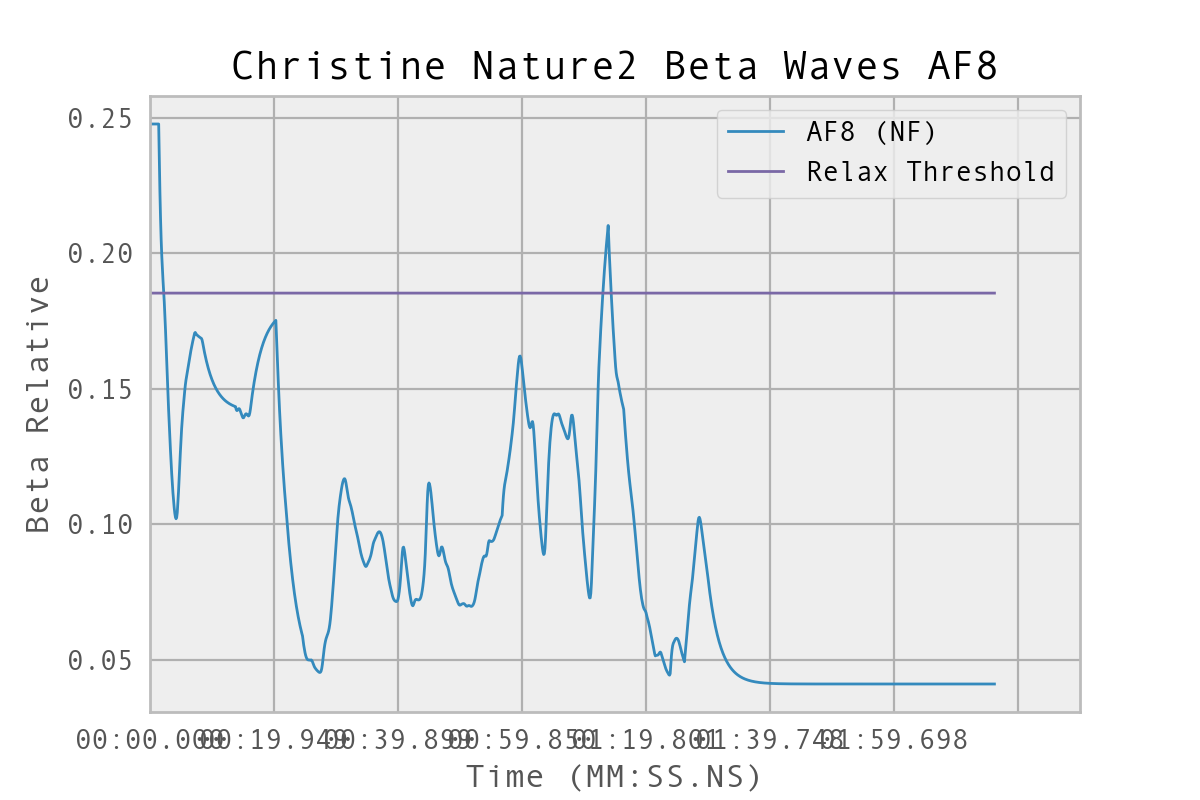 Christine Nature2 Beta Waves AF8
AF8 (NF)
Relax Threshold
0.25
0.20
0.15
0.10
0.05
Beta Relative
00:00.000 00:19.949 00:39.899 00:59.850 01:19.801 01:39.748 01:59.698
Time (MM:SS.NS)